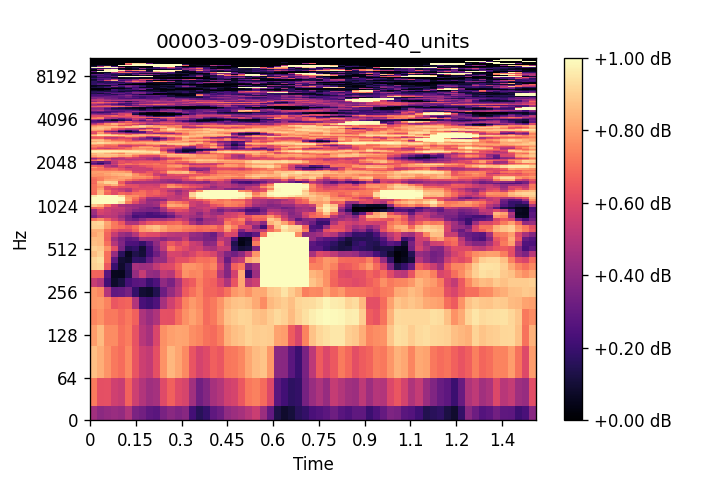 00003-09-09Distorted-40_units
8192
4096
2048
1024
512
256
128
64
0
Hz
0 0.15 0.3 0.45 0.6 0.75 0.9 1.1 1.2 1.4
Time
+1.00 dB
+0.80 dB
+0.60 dB
+0.40 dB
+0.20 dB
+0.00 dB